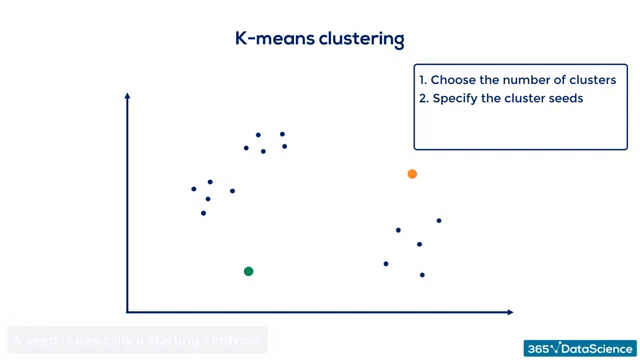 K-means clustering
1. Choose the number of clusters
2. Specify the cluster seeds
A seed is basically a starting centroid
365 DataScience